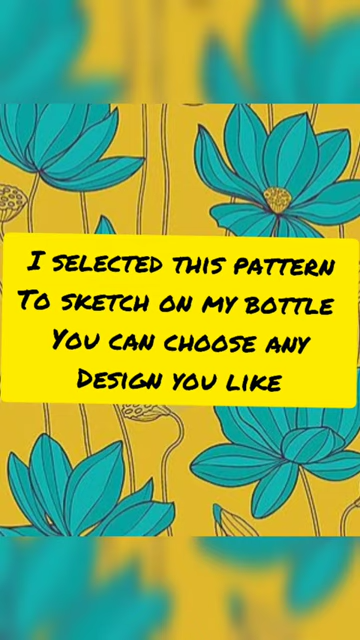 I selected this pattern
To sketch on my bottle
You can choose any
design you like